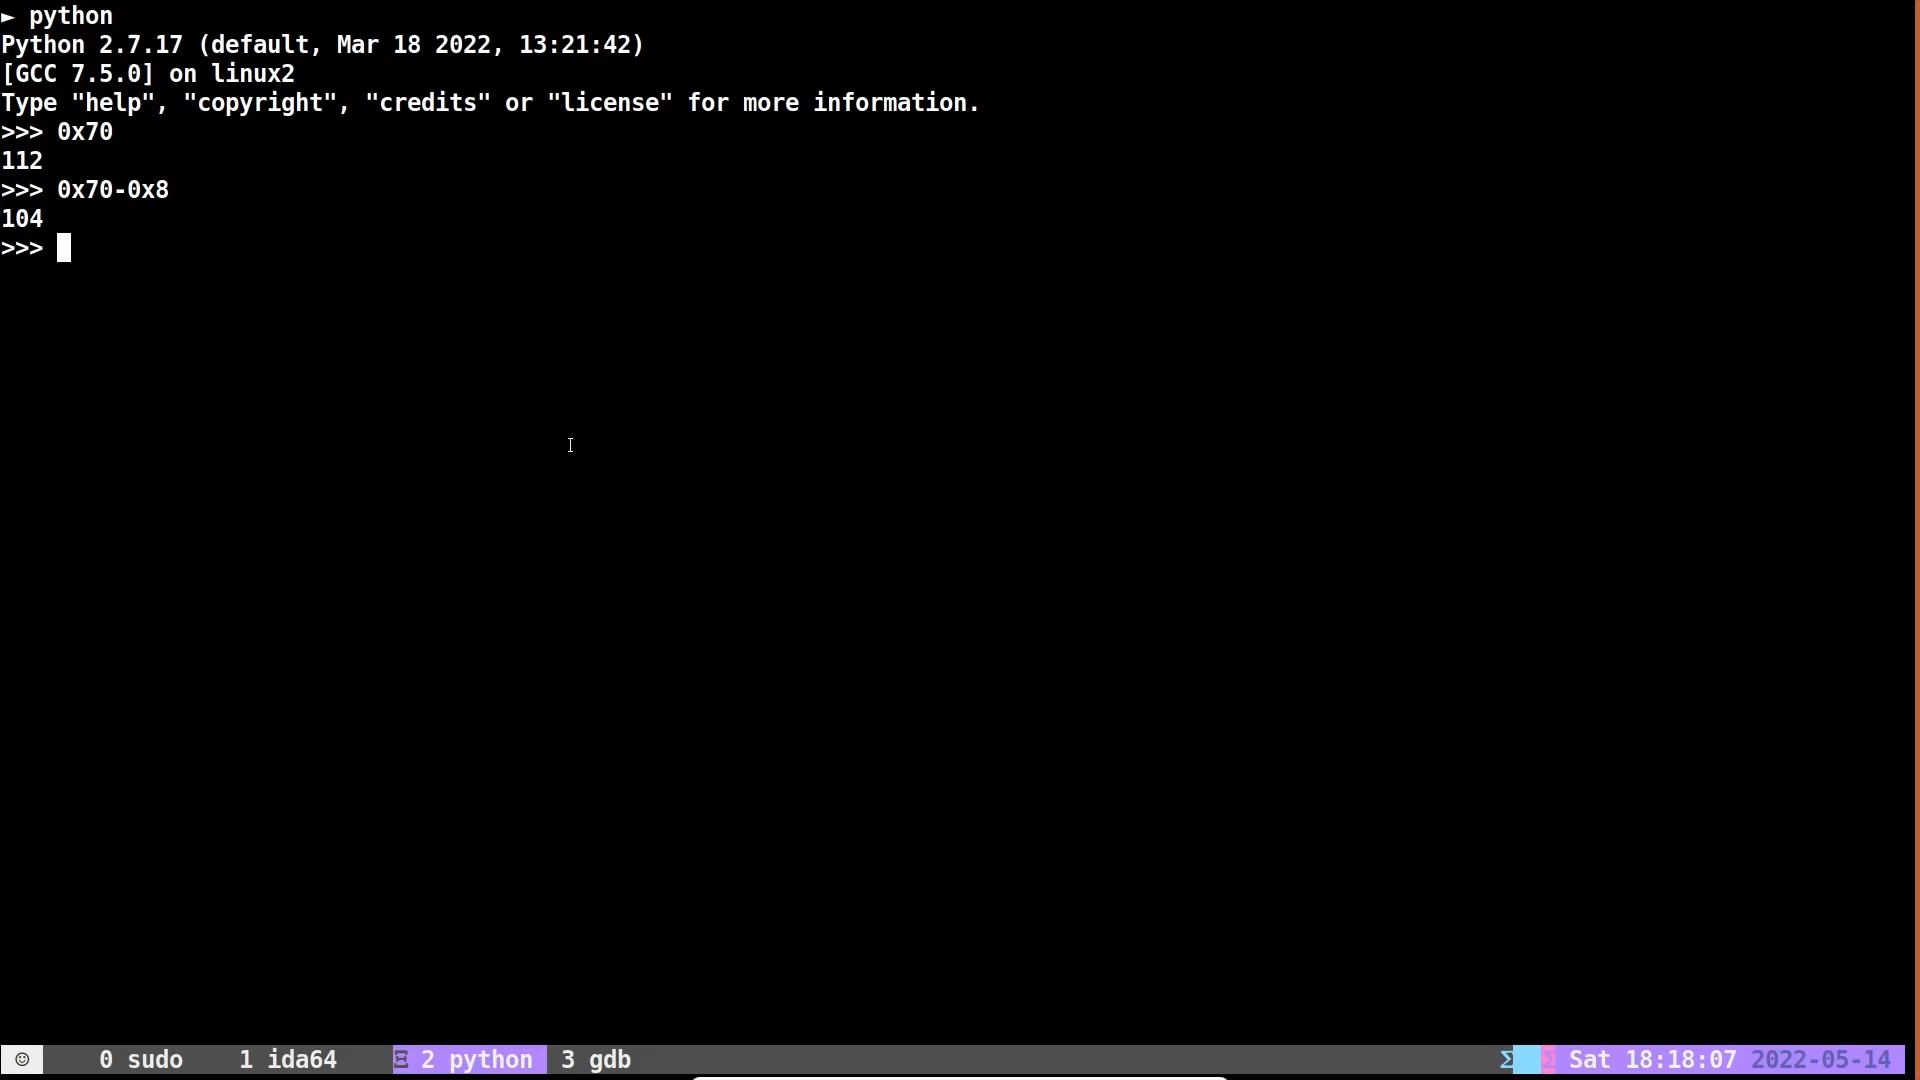 ► python
Python 2.7.17 (default, Mar 18 2022, 13:21:42)
[GCC 7.5.0] on linux2
Type "help", "copyright", "credits" or "license" for more information.
>>> 0x70
112
>>> 0x70-0x8
104
>>>
☺ 0 sudo 1 ida64 2 python 3 gdb Sat 18:18:07 2022-05-14